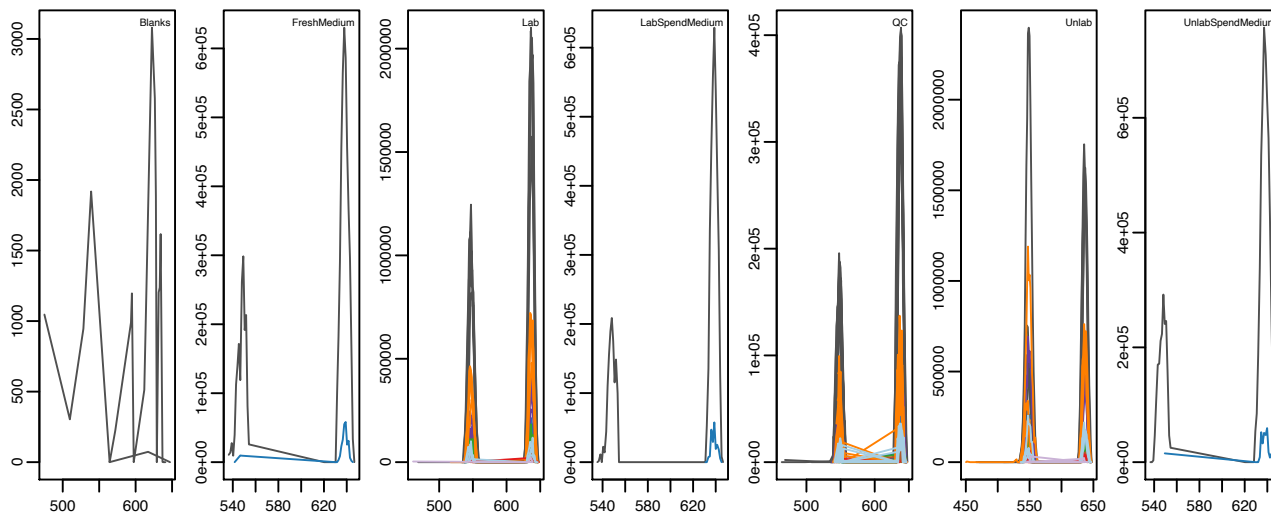 Blanks
3000
2500
2000
1500
1000
500
0
500 600
FreshMedium
6e+05
5e+05
4e+05
3e+05
2e+05
1e+05
0e+00
540 580 620
Lab
2000000
1500000
1000000
500000
0
500 600
LabSpendMedium
6e+05
5e+05
4e+05
3e+05
2e+05
1e+05
0e+00
540 580 620
QC
4e+05
3e+05
2e+05
1e+05
0e+00
500 600
Unlab
2000000
1500000
1000000
500000
0
450 550 650
UnlabSpendMedium
6e+05
4e+05
2e+05
0e+00
540 580 620